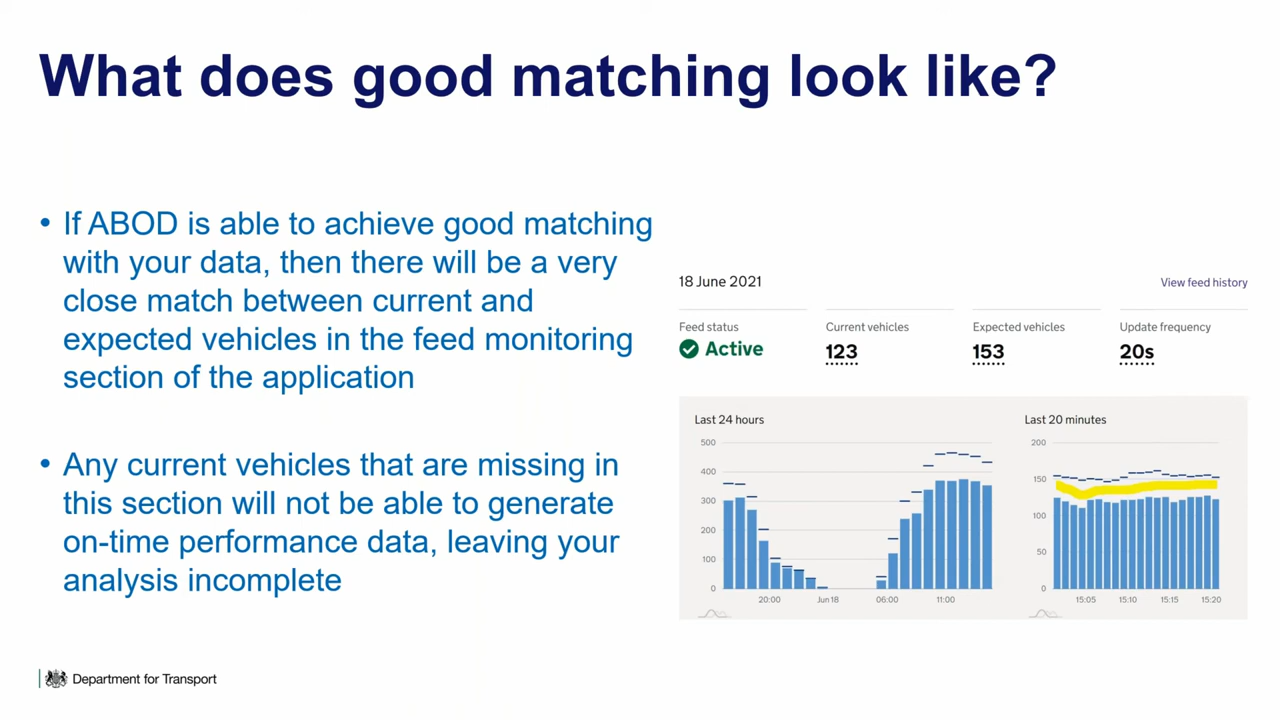 What does good matching look like?
• If ABOD is able to achieve good matching
with your data, then there will be a very
close match between current and
expected vehicles in the feed monitoring
section of the application
• Any current vehicles that are missing in
this section will not be able to generate
on-time performance data, leaving your
analysis incomplete
18 June 2021
View feed history
Feed status
Active
Current vehicles
123
Expected vehicles
153
Update frequency
20s
Last 24 hours
500
400
300
200
100
0
20:00 Jun 18 06:00 11:00
Last 20 minutes
200
150
100
50
0
15:05 15:10 15:15 15:20
Department for Transport